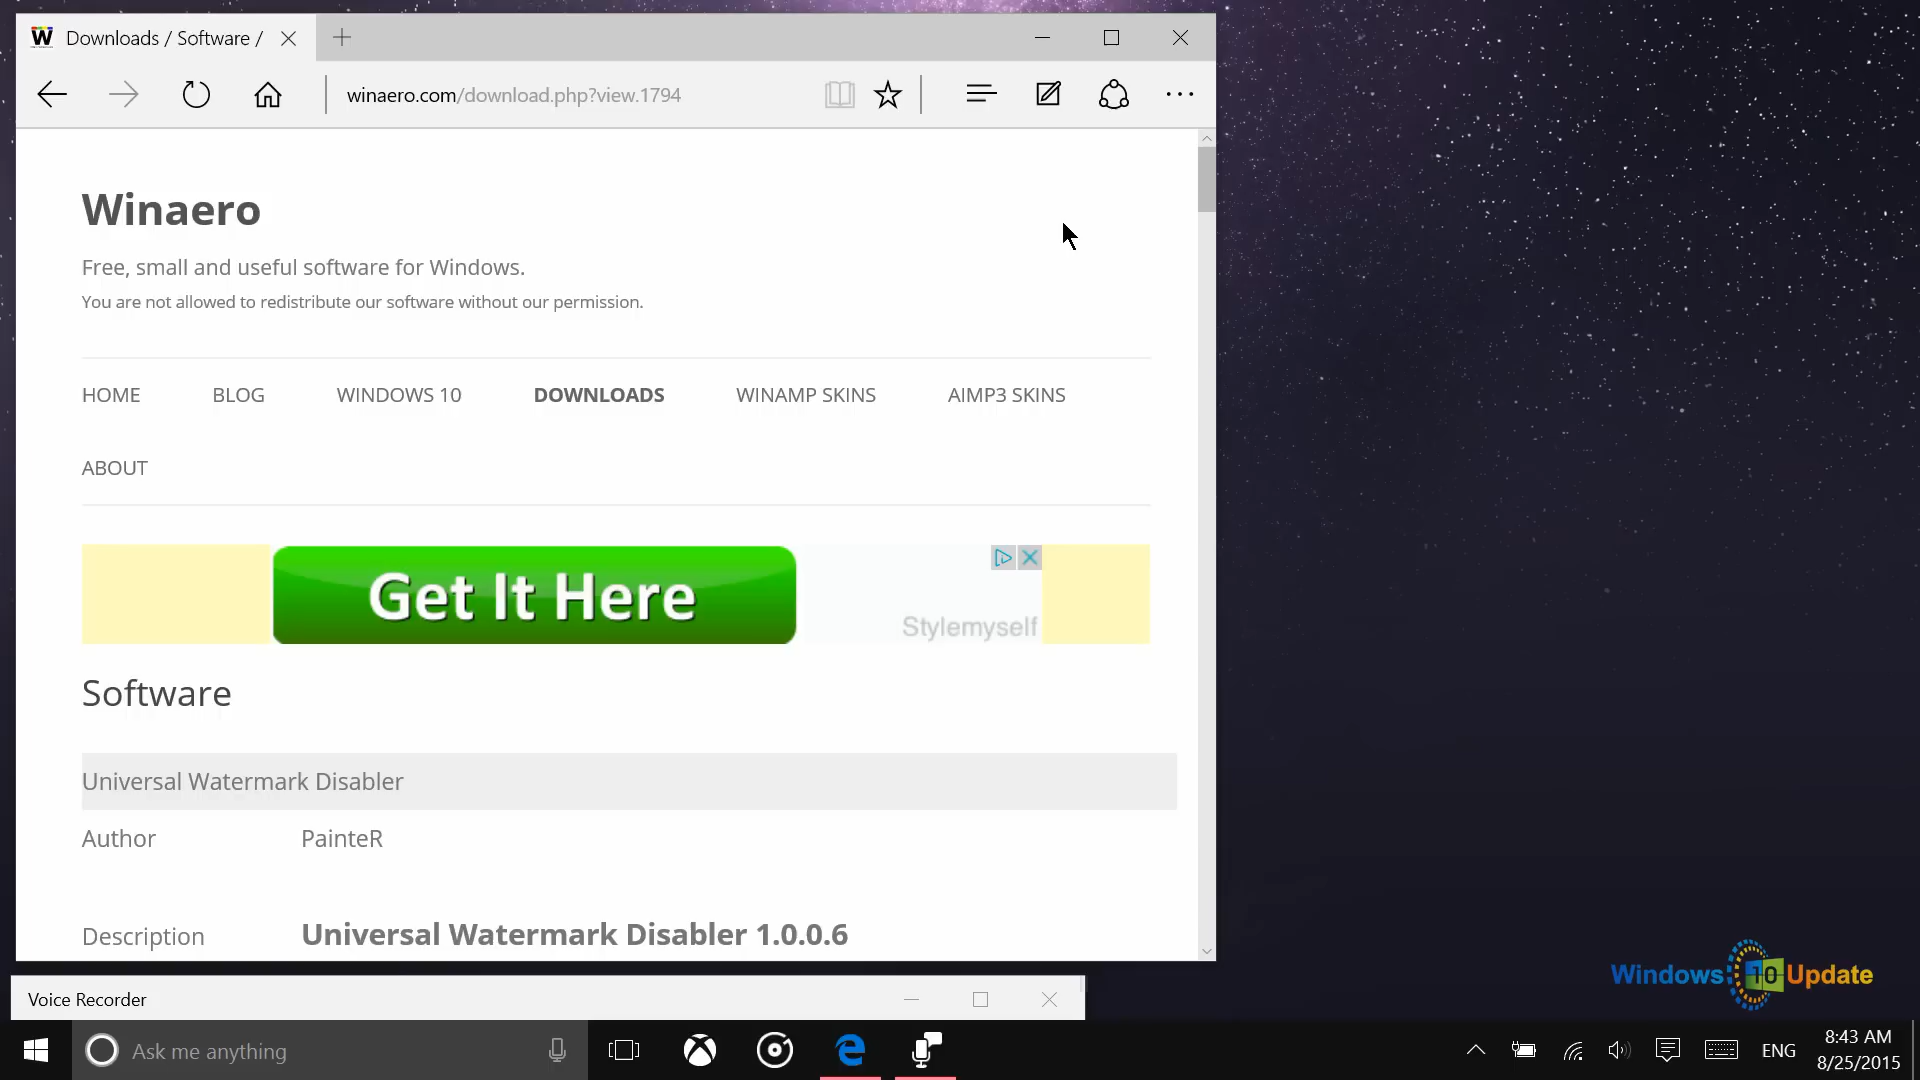 W Downloads / Software /
winaero.com/download.php?view.1794
Winaero
Free, small and useful software for Windows.
You are not allowed to redistribute our software without our permission.
HOME BLOG WINDOWS 10 DOWNLOADS WINAMP SKINS AIMP3 SKINS
ABOUT
Get It Here
Stylemyself
Software
Universal Watermark Disabler
Author PainteR
Description Universal Watermark Disabler 1.0.0.6
Windows 10 Update
Voice Recorder
Ask me anything
ENG
8:43 AM
8/25/2015